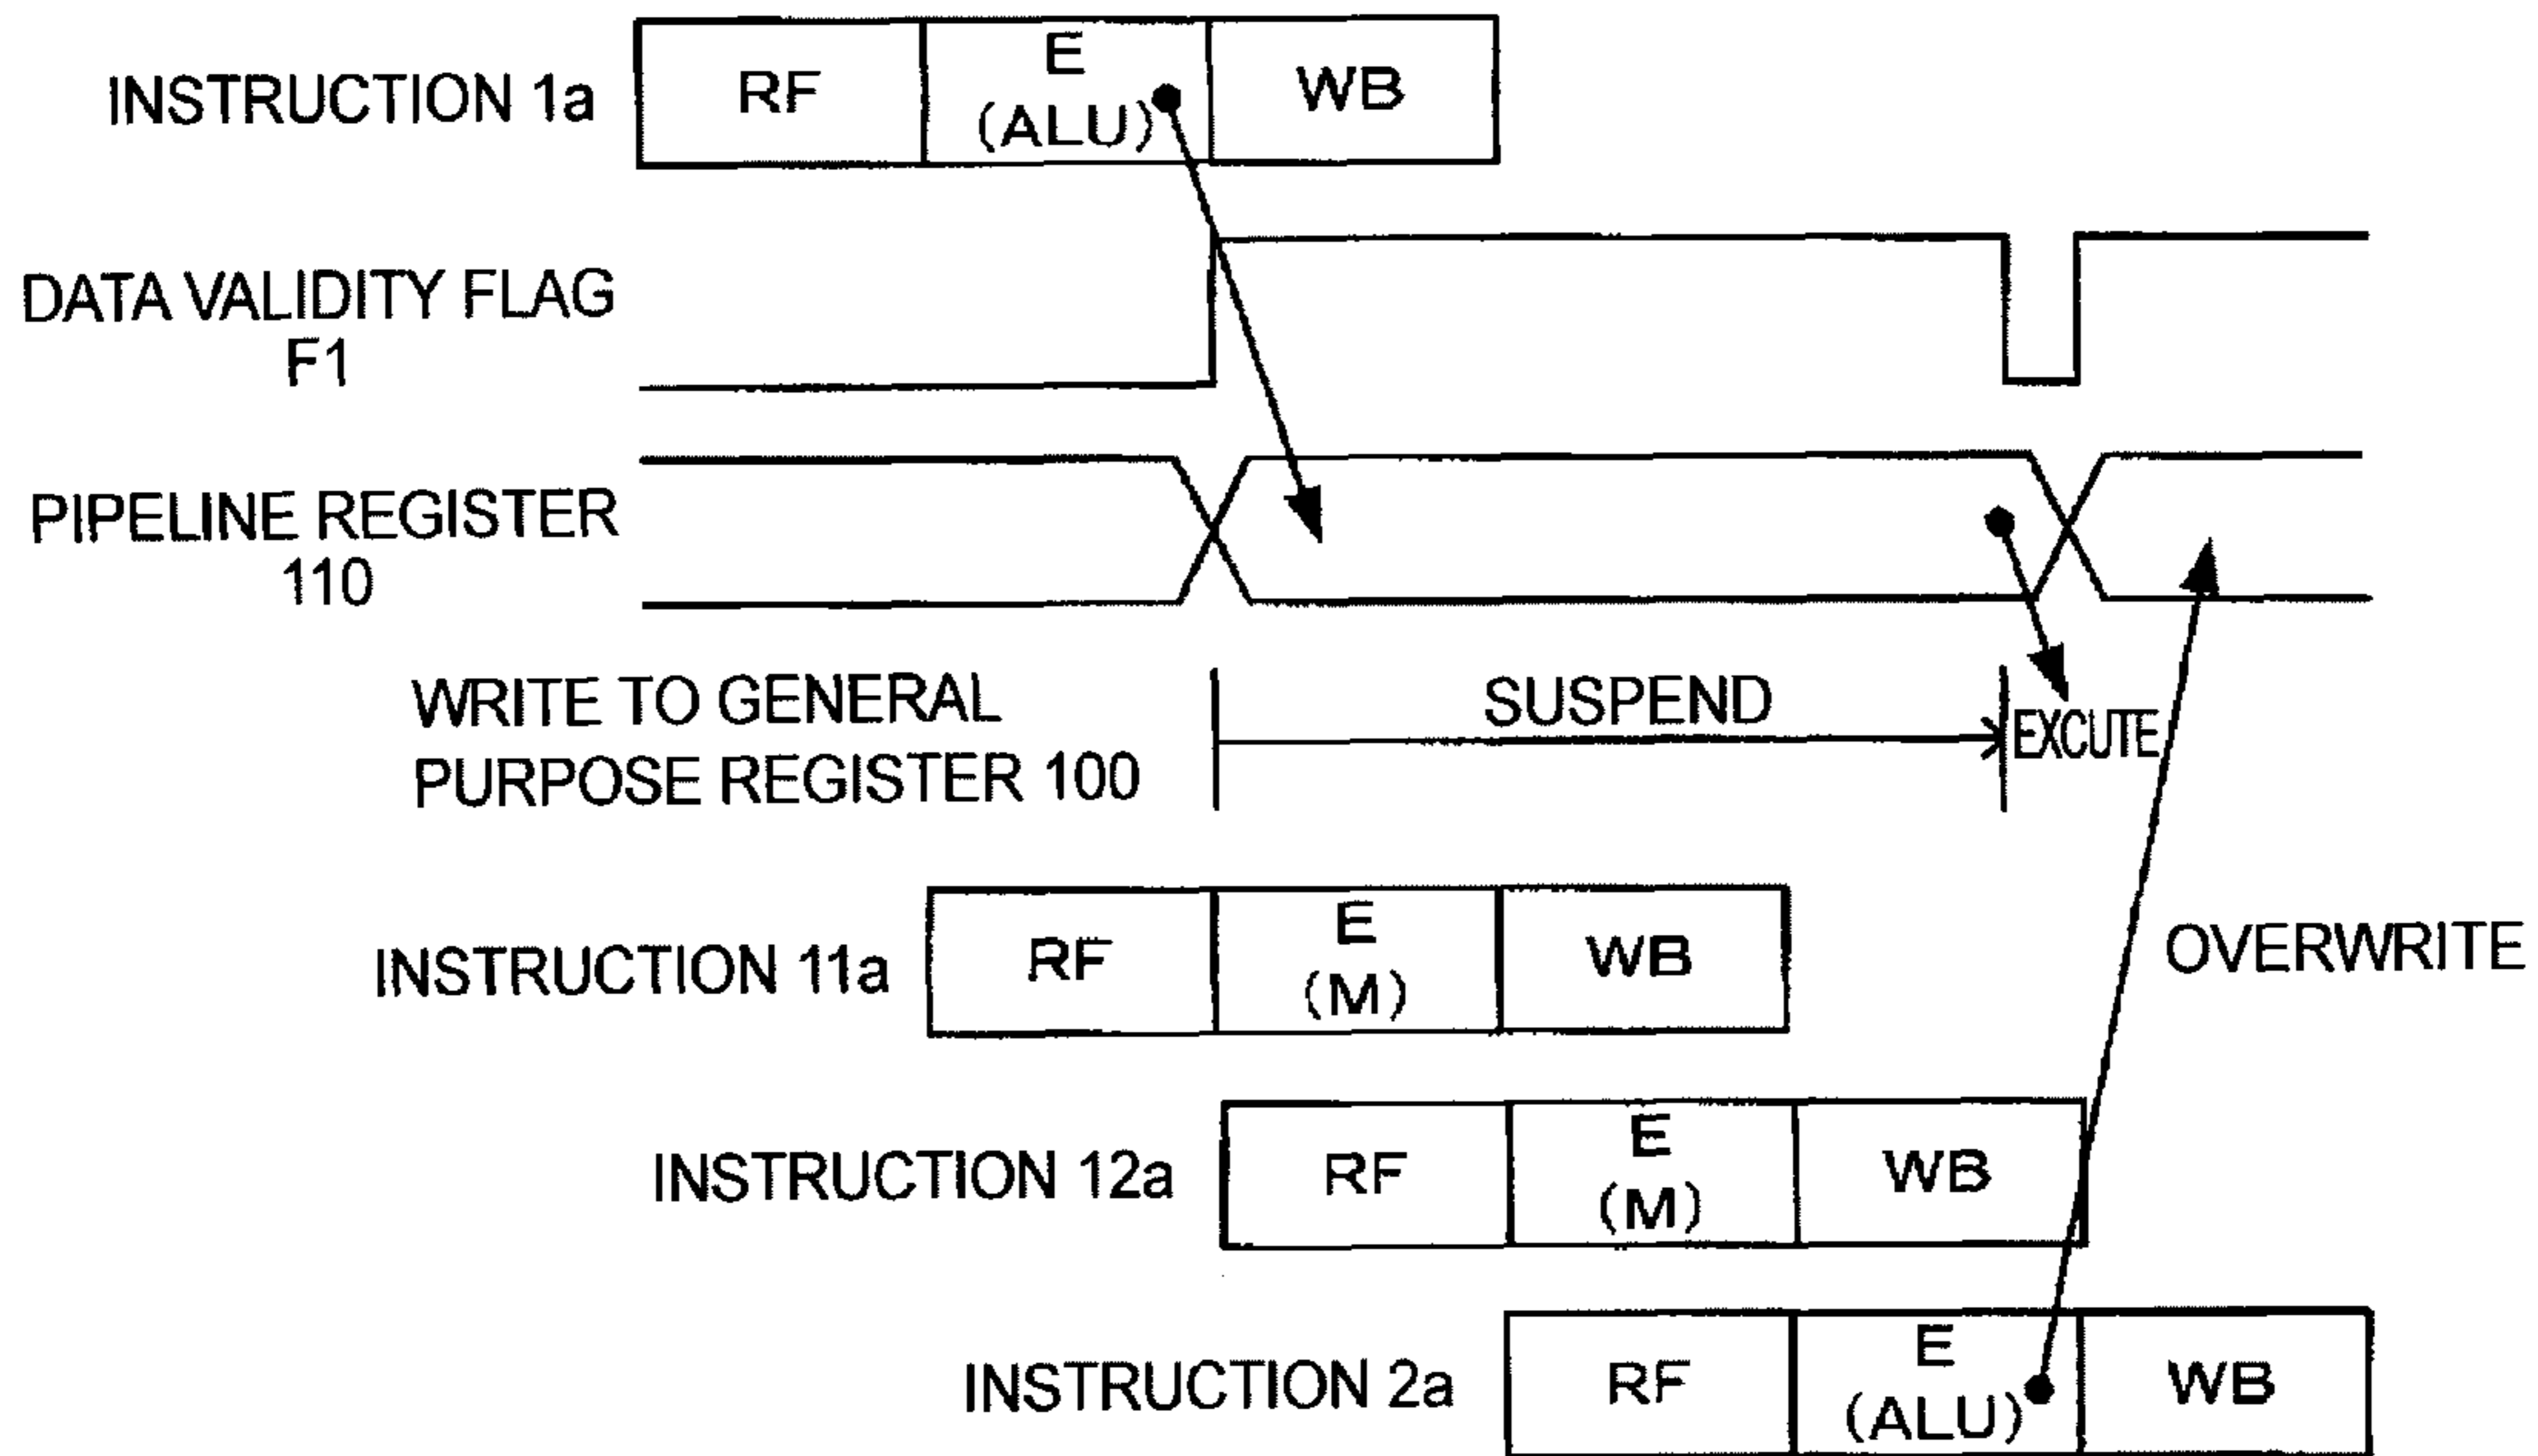 INSTRUCTION 1a
RF
E
(ALU)
WB
DATA VALIDITY FLAG
F1
PIPELINE REGISTER
110
WRITE TO GENERAL
PURPOSE REGISTER 100
SUSPEND
EXCUTE
INSTRUCTION 11a
RF
E
(M)
WB
OVERWRITE
INSTRUCTION 12a
RF
E
(M)
WB
INSTRUCTION 2a
RF
E
(ALU)
WB